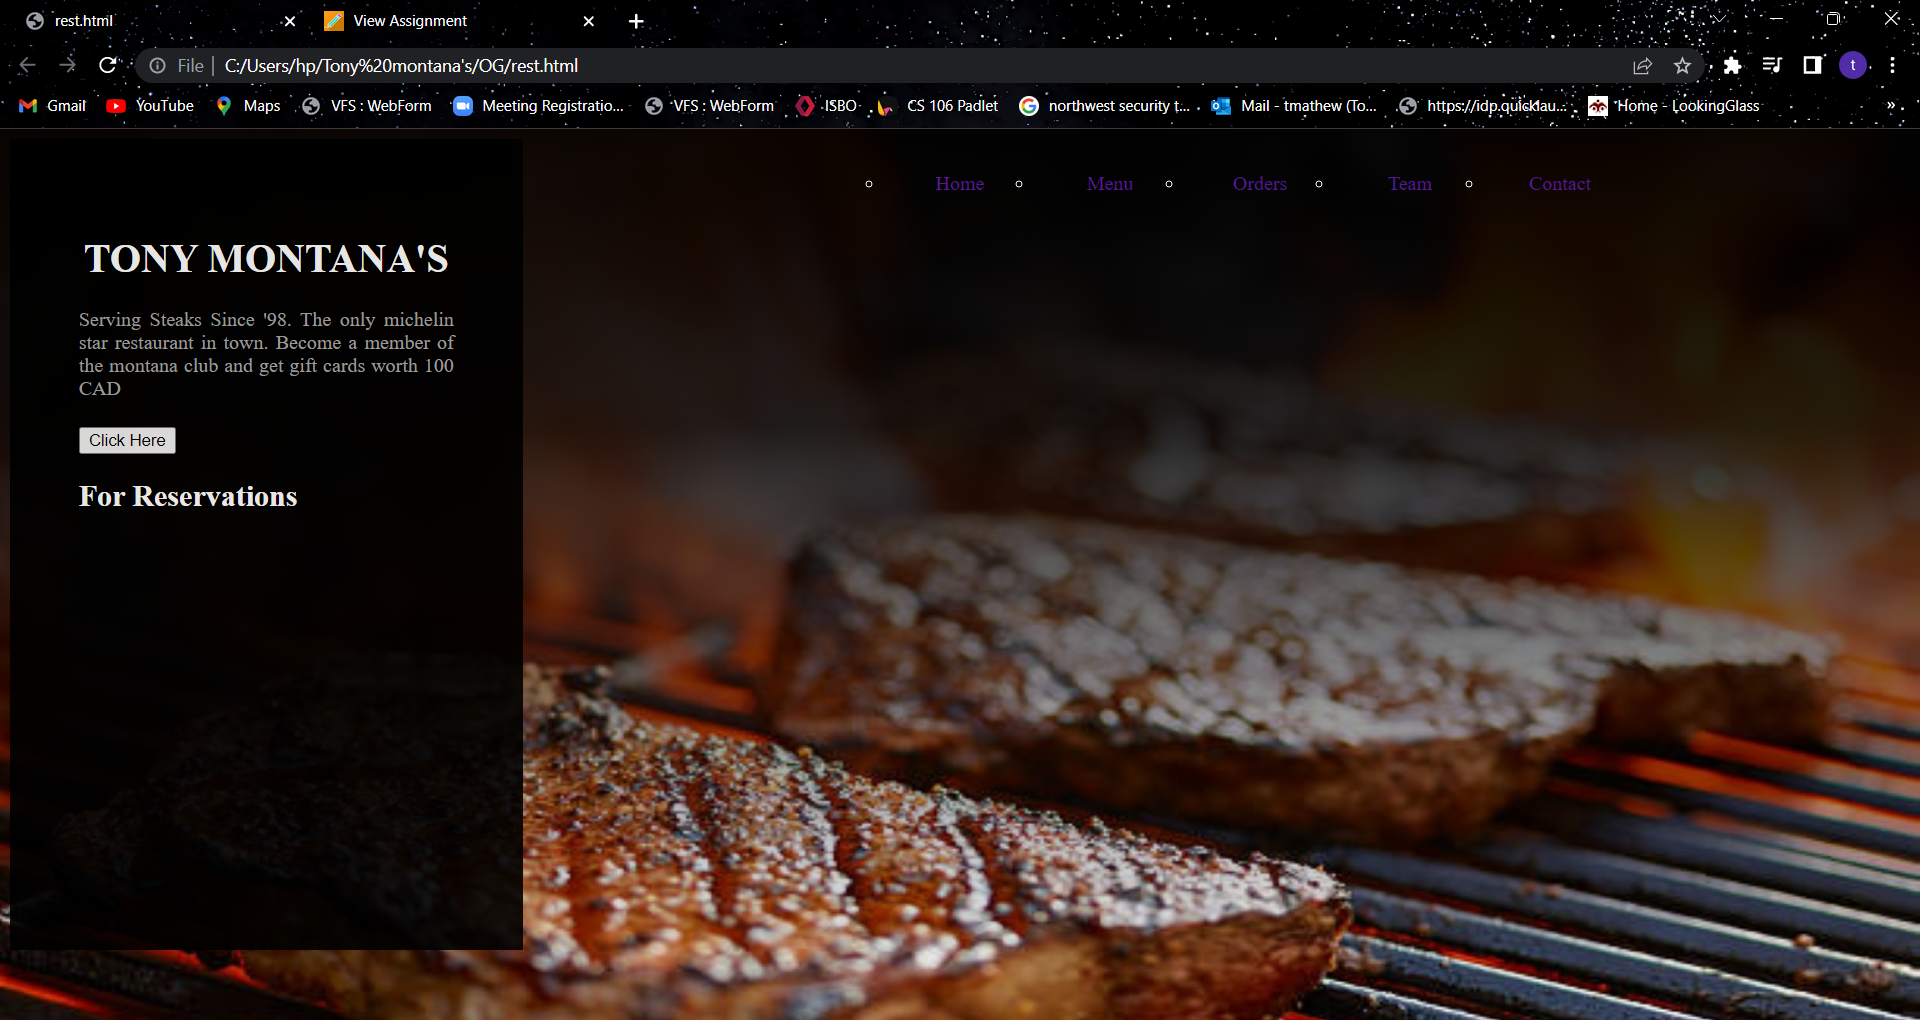 rest.html
View Assignment
File
C:/Users/hp/Tony%20montana's/OG/rest.html
t
Gmail
YouTube
Maps
VFS : WebForm
Meeting Registratio...
VFS : WebForm
ISBO
CS 106 Padlet
northwest security t...
Mail - tmathew (To...
https://idp.quicklau...
Home - LookingGlass
»
Home
Menu
Orders
Team
Contact
TONY MONTANA'S
Serving Steaks Since '98. The only michelin
star restaurant in town. Become a member of
the montana club and get gift cards worth 100
CAD
Click Here
For Reservations